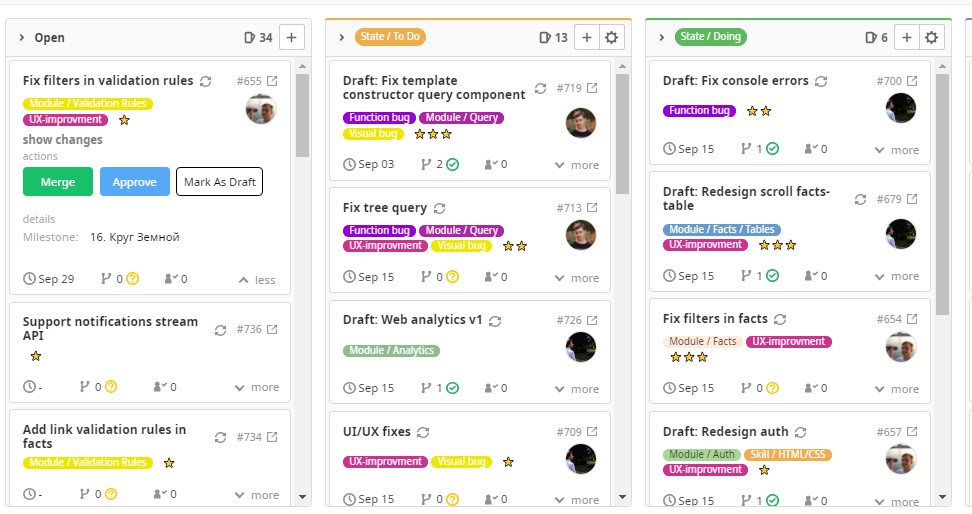 Open
34
Fix filters in validation rules
#655
Module / Validation Rules
UX-improvment
show changes
actions
Merge
Approve
Mark As Draft
details
Milestone: 16. Круг Земной
Sep 29
0
0
less
Support notifications stream
API
#736
-
0
0
more
Add link validation rules in
facts
#734
Module / Validation Rules
-
0
0
more
State / To Do
13
Draft: Fix template
constructor query component
#719
Function bug
Module / Query
Visual bug
Sep 03
2
0
more
Fix tree query
#713
Function bug
Module / Query
UX-improvment
Visual bug
Sep 15
0
0
more
Draft: Web analytics v1
#726
Module / Analytics
Sep 15
1
0
more
UI/UX fixes
#709
UX-improvment
Visual bug
Sep 15
0
0
more
State / Doing
6
Draft: Fix console errors
#700
Function bug
Sep 15
1
0
more
Draft: Redesign scroll facts-
table
#679
Module / Facts / Tables
UX-improvment
Sep 15
1
0
more
Fix filters in facts
#654
Module / Facts
UX-improvment
Sep 15
0
0
more
Draft: Redesign auth
#657
Module / Auth
Skill / HTML/CSS
UX-improvment
Sep 15
1
0
more